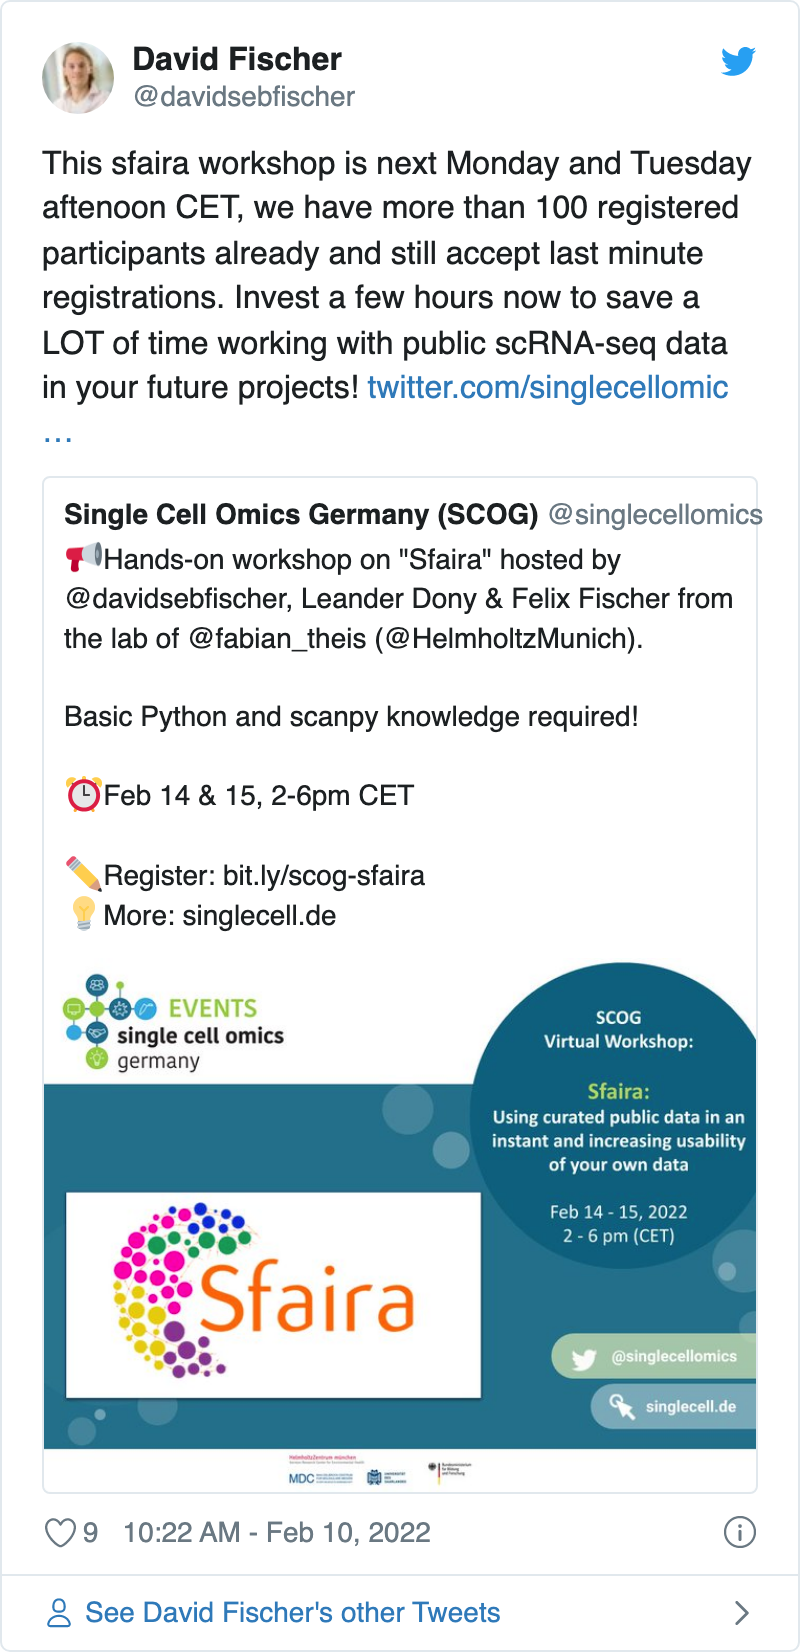 David Fischer
@davidsebfischer
This sfaira workshop is next Monday and Tuesday
aftenoon CET, we have more than 100 registered
participants already and still accept last minute
registrations. Invest a few hours now to save a
LOT of time working with public scRNA-seq data
in your future projects! twitter.com/singlecellomic
…
Single Cell Omics Germany (SCOG) @singlecellomics
Hands-on workshop on "Sfaira" hosted by
@davidsebfischer, Leander Dony & Felix Fischer from
the lab of @fabian_theis (@HelmholtzMunich).
Basic Python and scanpy knowledge required!
Feb 14 & 15, 2-6pm CET
Register: bit.ly/scog-sfaira
More: singlecell.de
EVENTS
single cell omics
germany
SCOG
Virtual Workshop:
Sfaira:
Using curated public data in an
instant and increasing usability
of your own data
Feb 14 - 15, 2022
2 - 6 pm (CET)
Sfaira
@singlecellomics
singlecell.de
MDC
9 10:22 AM - Feb 10, 2022
See David Fischer's other Tweets